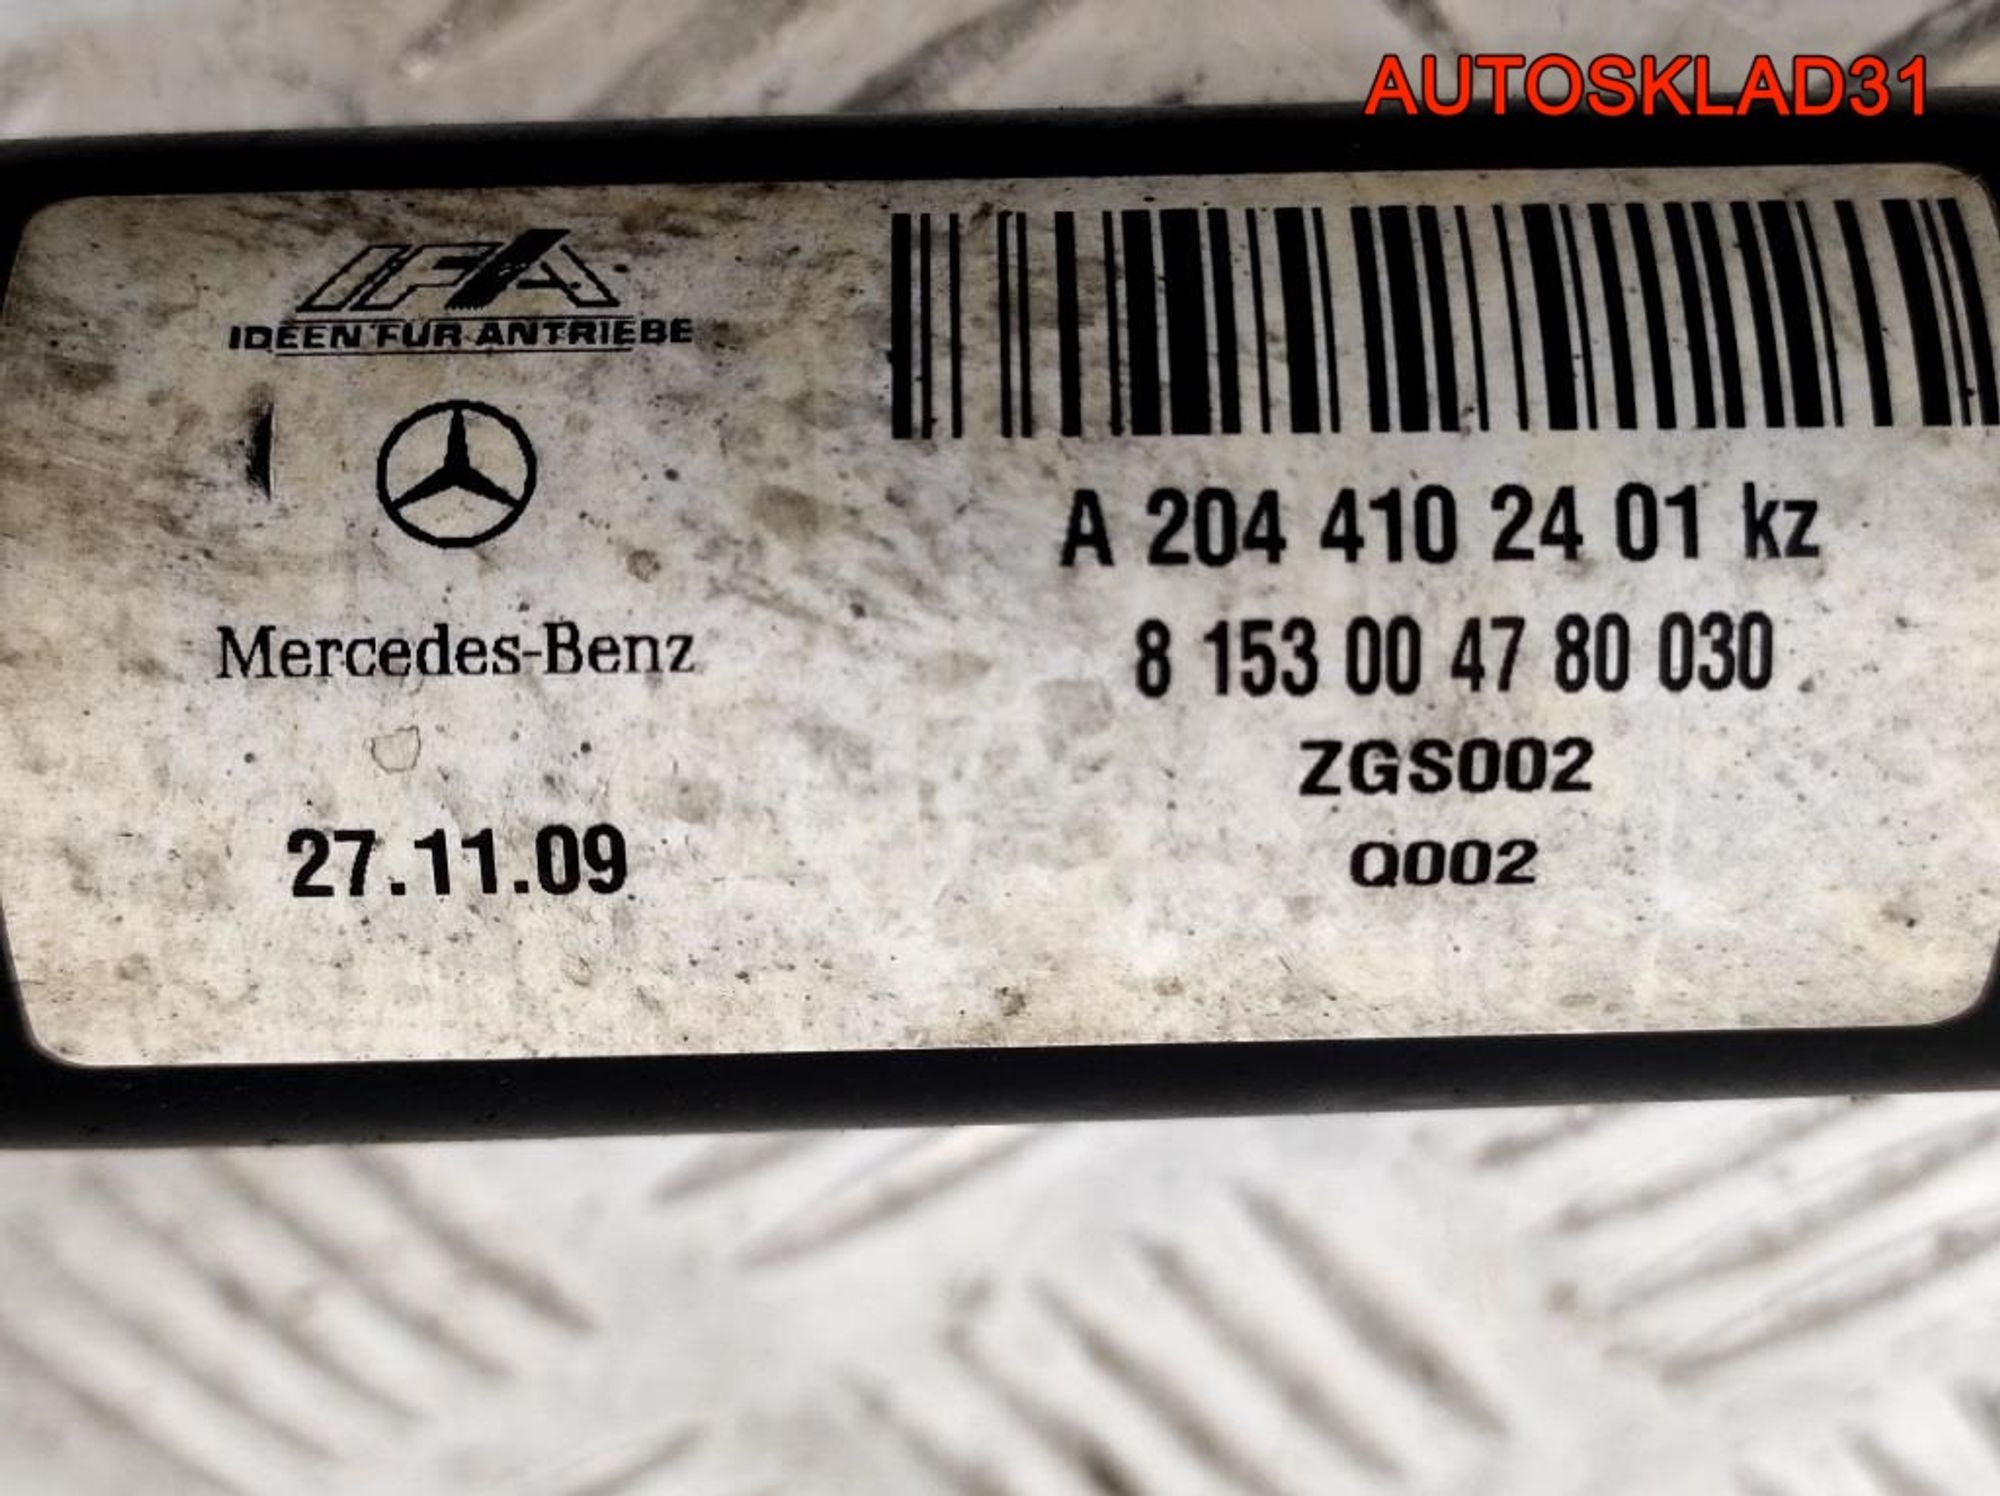 AUTOSKLAD31
IFA
IDEEN FÜR ANTRIEBE
Mercedes-Benz
27.11.09
A 204 410 24 01 kz
8 153 00 47 80 030
ZGS002
Q002